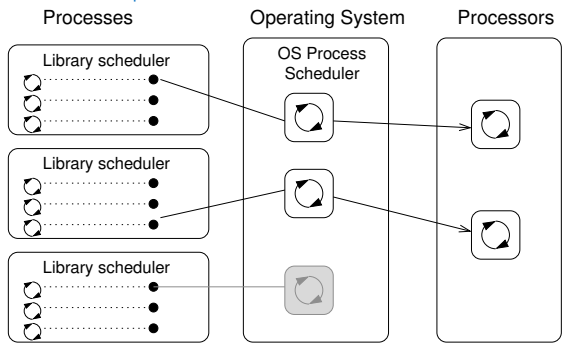 Processes
Operating System
Processors
Library scheduler
OS Process
Scheduler
Library scheduler
Library scheduler